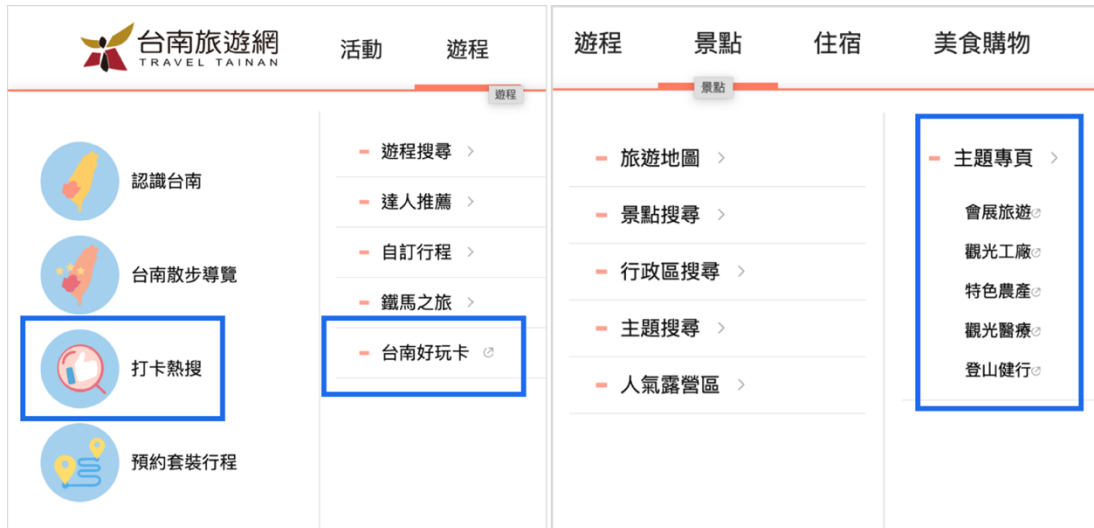 台南旅遊網
TRAVEL TAINAN
活動
遊程
遊程
認識台南
台南散步導覽
打卡熱搜
預約套裝行程
遊程搜尋
達人推薦
自訂行程
鐵馬之旅
台南好玩卡
遊程
景點
住宿
美食購物
景點
旅遊地圖
景點搜尋
行政區搜尋
主題搜尋
人氣露營區
主題專頁
會展旅遊
觀光工廠
特色農產
觀光醫療
登山健行